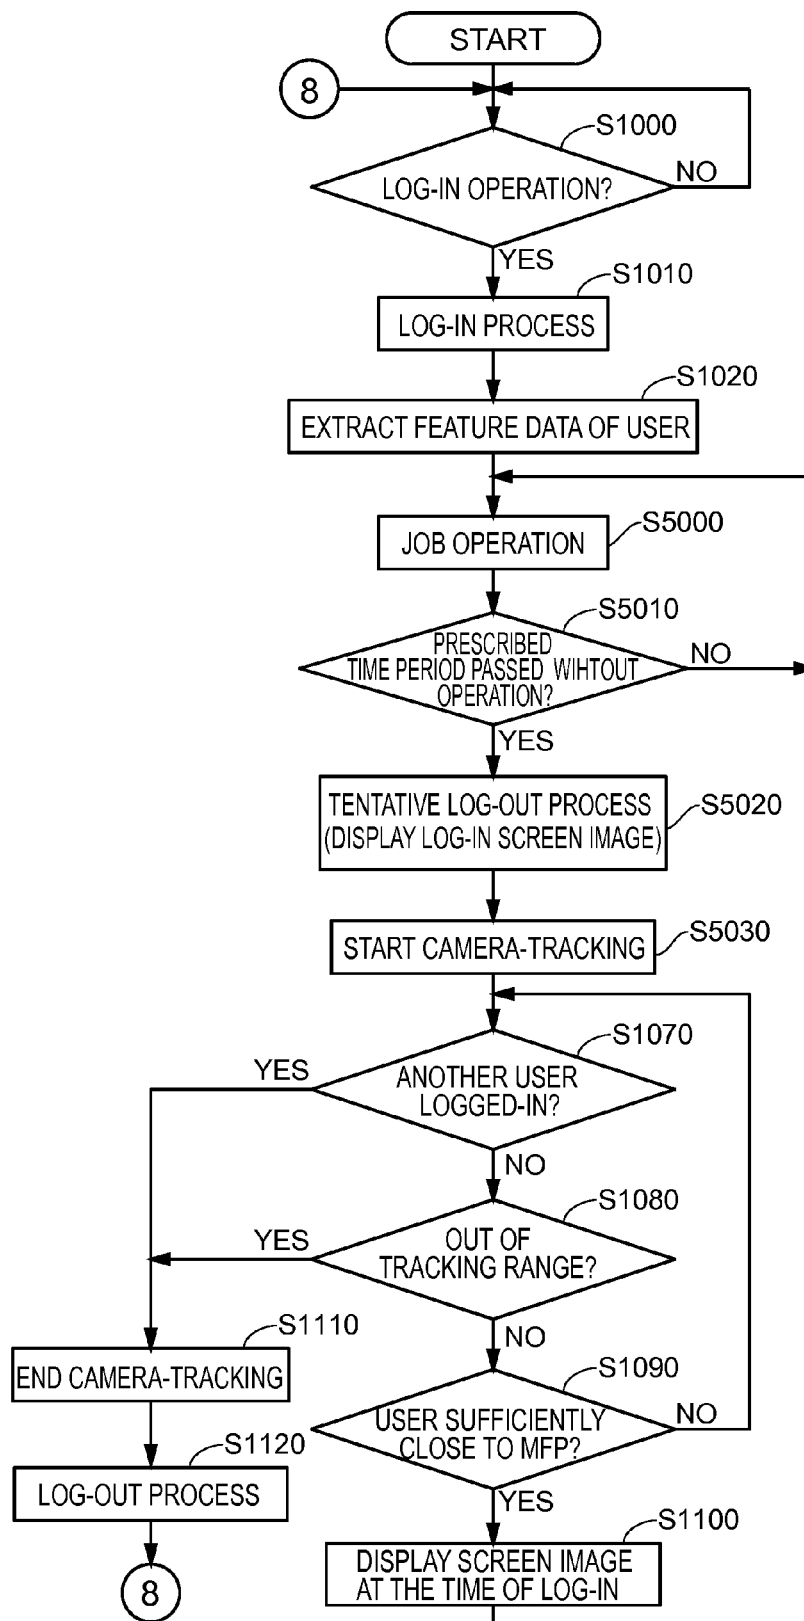 START
8
S1000
LOG-IN OPERATION?
NO
YES
S1010
LOG-IN PROCESS
S1020
EXTRACT FEATURE DATA OF USER
S5000
JOB OPERATION
S5010
PRESCRIBED
TIME PERIOD PASSED WIHTOUT
OPERATION?
NO
YES
TENTATIVE LOG-OUT PROCESS
(DISPLAY LOG-IN SCREEN IMAGE)
S5020
START CAMERA-TRACKING
S5030
S1070
YES
ANOTHER USER
LOGGED-IN?
NO
S1080
YES
OUT OF
TRACKING RANGE?
NO
S1110
END CAMERA-TRACKING
S1090
USER SUFFICIENTLY
CLOSE TO MFP?
NO
S1120
LOG-OUT PROCESS
YES
S1100
DISPLAY SCREEN IMAGE
AT THE TIME OF LOG-IN
8